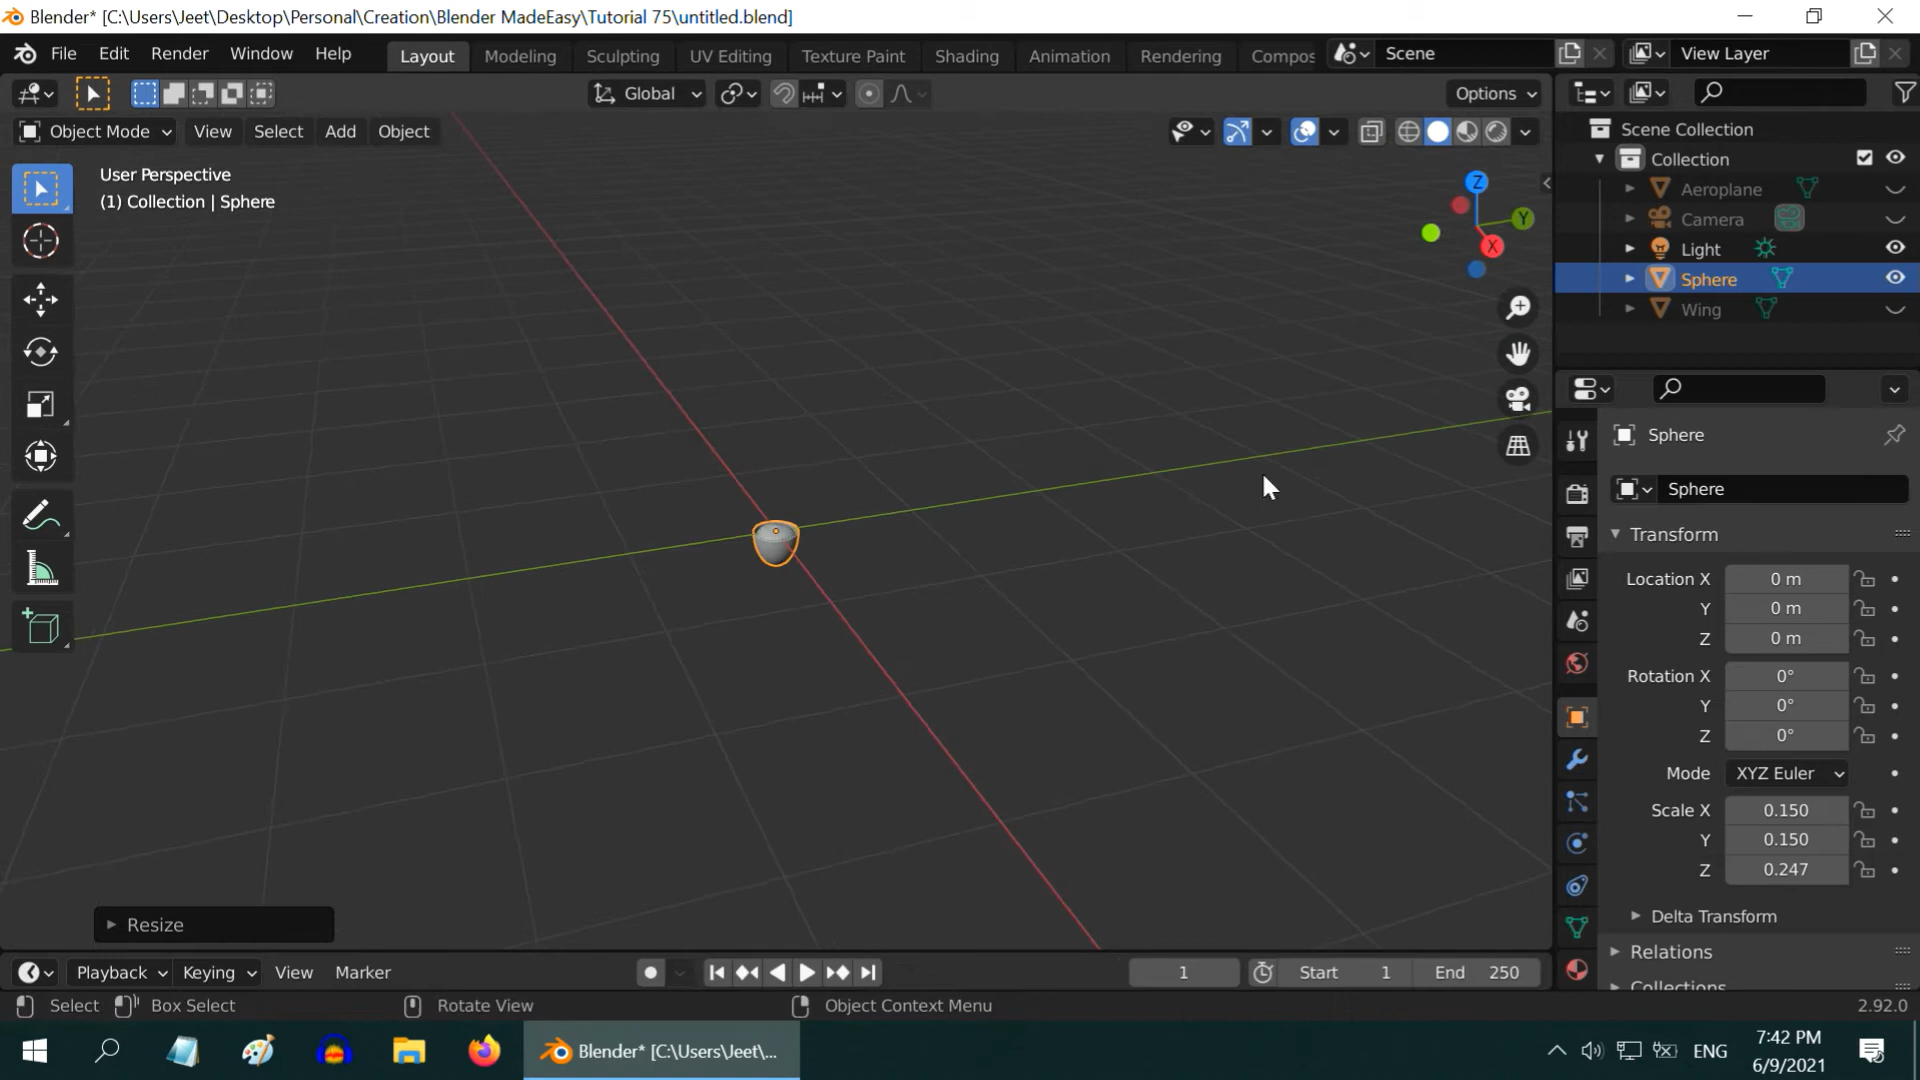 Blender* [C:\Users\Jeet\Desktop\Personal\Creation\Blender MadeEasy\Tutorial 75\untitled.blend]
File Edit Render Window Help Layout Modeling Sculpting UV Editing Texture Paint Shading Animation Rendering Compos Scene View Layer
Global Options
Object Mode View Select Add Object
User Perspective
(1) Collection | Sphere
Z
Y
X
Scene Collection
Collection
Aeroplane
Camera
Light
Sphere
Wing
Sphere
Sphere
Transform
Location X 0 m
Y 0 m
Z 0 m
Rotation X 0°
Y 0°
Z 0°
Mode XYZ Euler
Scale X 0.150
Y 0.150
Z 0.247
Delta Transform
Relations
Collections
Resize
Playback Keying View Marker 1 Start 1 End 250
Select Box Select Rotate View Object Context Menu 2.92.0
Blender* [C:\Users\Jeet\...
ENG
7:42 PM
6/9/2021